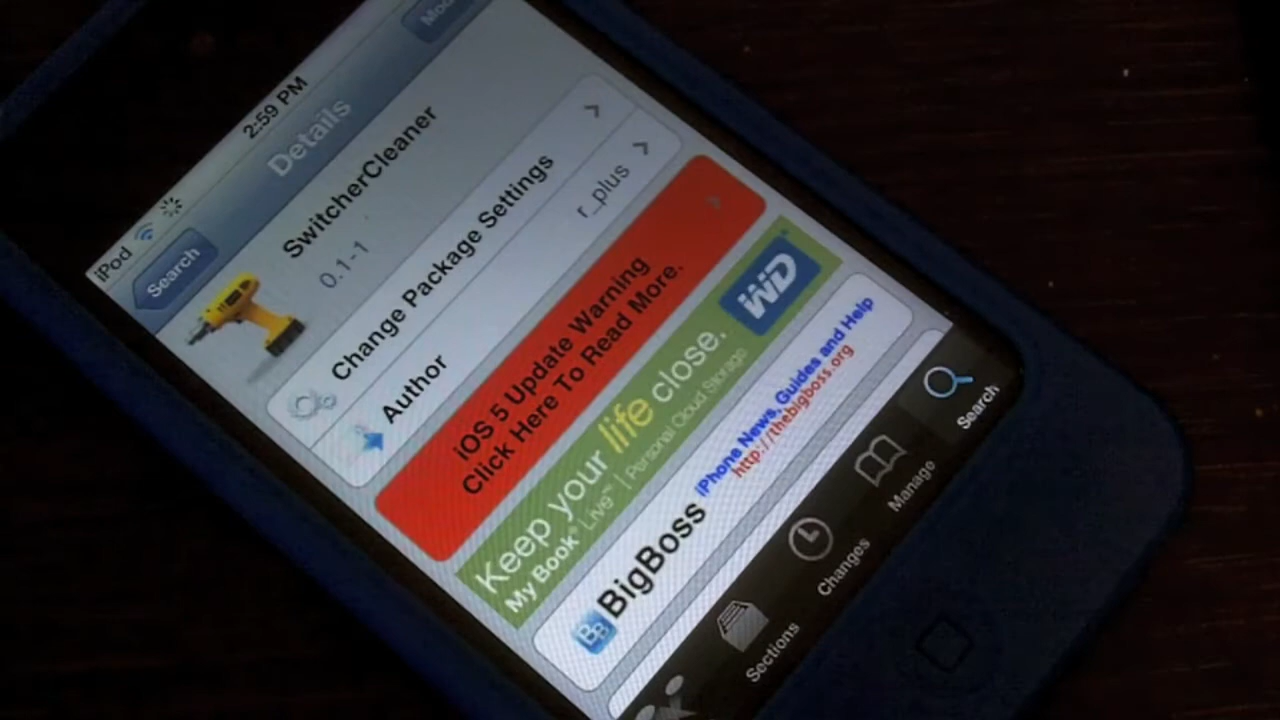 iPod
2:59 PM
Search
Details
SwitcherCleaner
0.1-1
Change Package Settings
Author
r_plus
iOS 5 Update Warning
Click Here To Read More.
Keep your life close.
My Book® Live™ | Personal Cloud Storage
WD
BigBoss
iPhone News, Guides and Help
http://thebigboss.org
Sections
Changes
Manage
Search